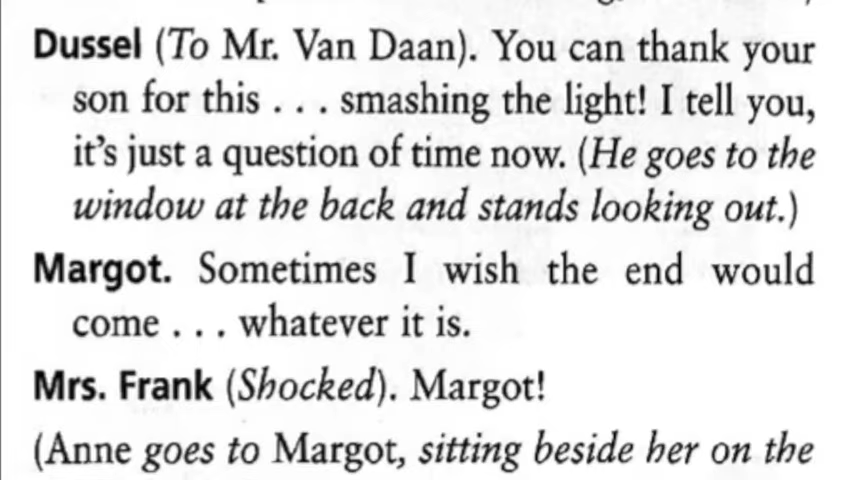 Dussel (To Mr. Van Daan). You can thank your
son for this . . . smashing the light! I tell you,
it's just a question of time now. (He goes to the
window at the back and stands looking out.)
Margot. Sometimes I wish the end would
come . . . whatever it is.
Mrs. Frank (Shocked). Margot!
(Anne goes to Margot, sitting beside her on the